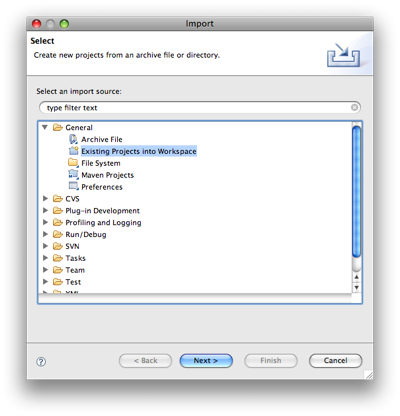 Import
Select
Create new projects from an archive file or directory.
Select an import source:
type filter text
General
Archive File
Existing Projects into Workspace
File System
Maven Projects
Preferences
CVS
Plug-in Development
Profiling and Logging
Run/Debug
SVN
Tasks
Team
Test
XML
?
< Back
Next >
Finish
Cancel